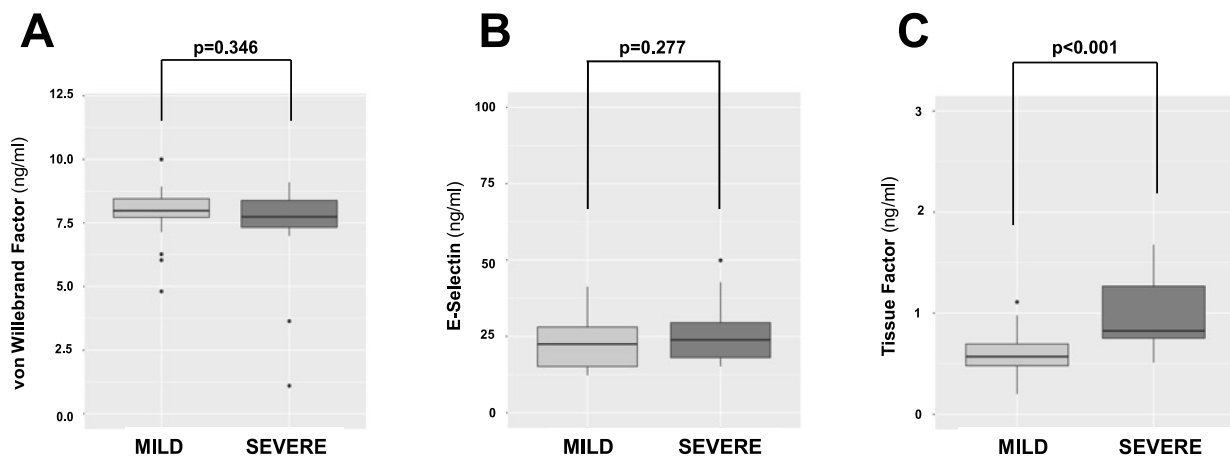 A
p=0.346
von Willebrand Factor (ng/ml)
12.5
10.0
7.5
5.0
2.5
0.0
MILD SEVERE
B
p=0.277
E-Selectin (ng/ml)
100
75
50
25
0
MILD SEVERE
C
p<0.001
Tissue Factor (ng/ml)
3
2
1
0
MILD SEVERE